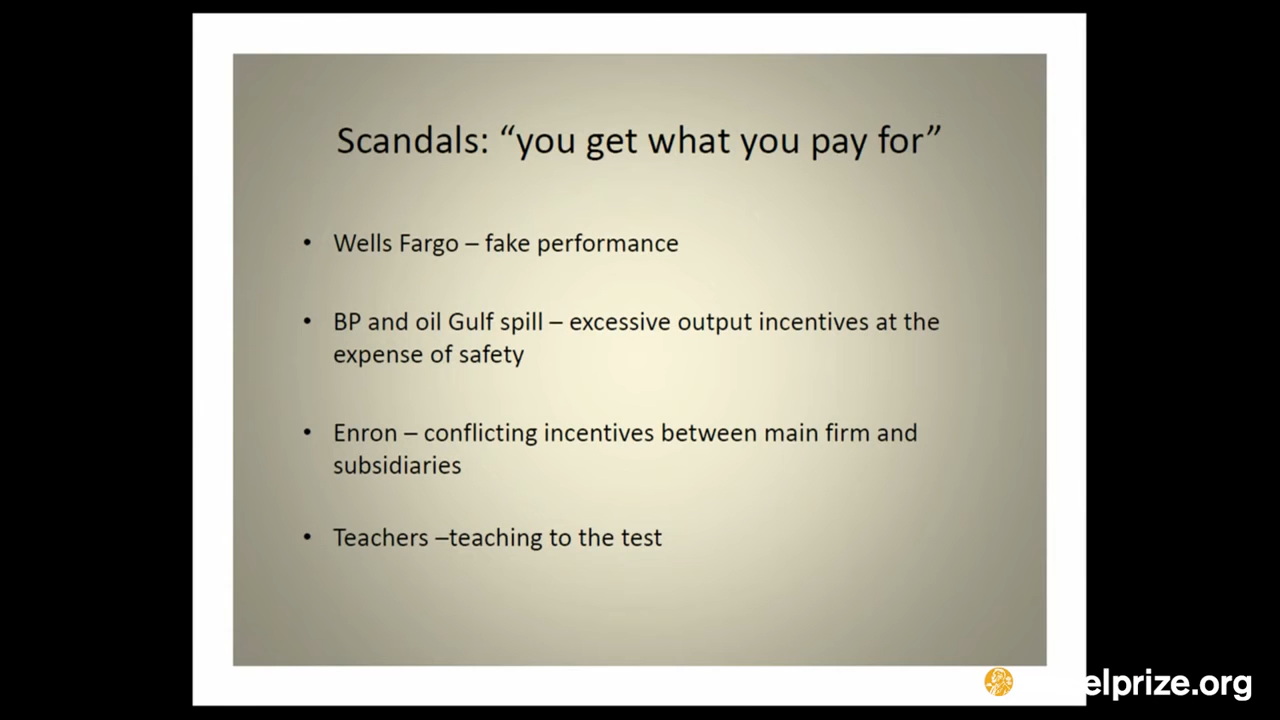 Scandals: “you get what you pay for”
• Wells Fargo – fake performance
• BP and oil Gulf spill – excessive output incentives at the
expense of safety
• Enron – conflicting incentives between main firm and
subsidiaries
• Teachers –teaching to the test
elprize.org